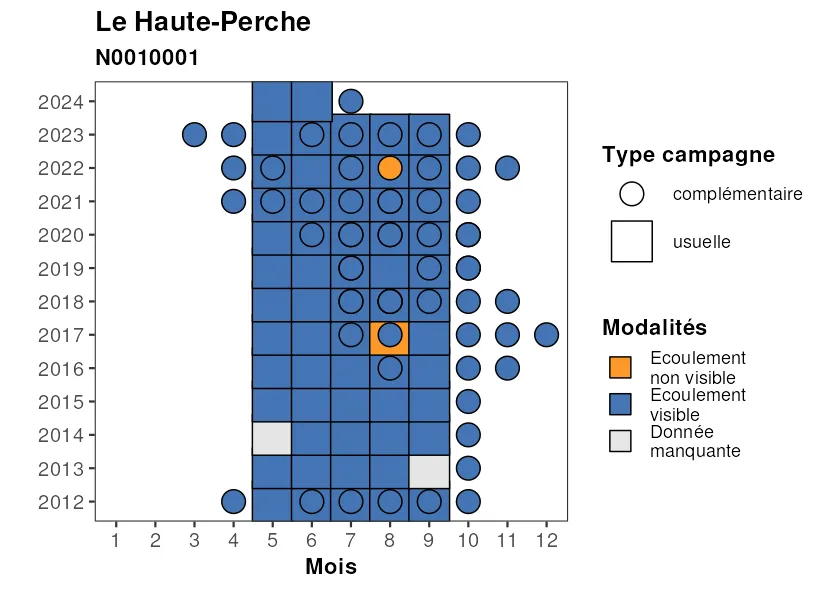 Le Haute-Perche
N0010001
2024
2023
2022
2021
2020
2019
2018
2017
2016
2015
2014
2013
2012
1 2 3 4 5 6 7 8 9 10 11 12
Mois
Type campagne
complémentaire
usuelle
Modalités
Ecoulement
non visible
Ecoulement
visible
Donnée
manquante